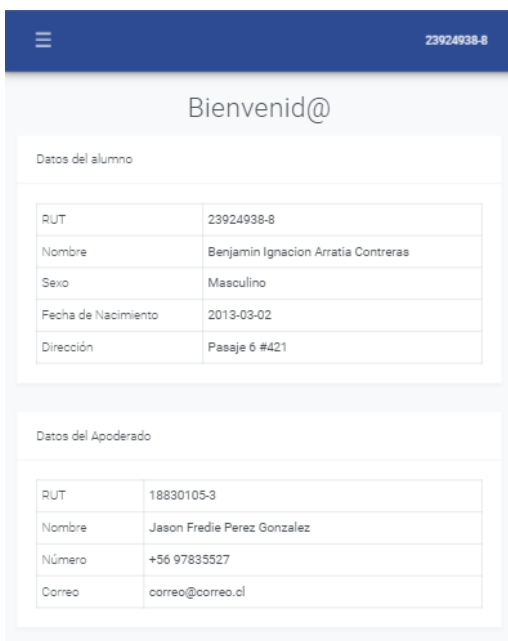 23924938-8
Bienvenid@
Datos del alumno
RUT 23924938-8
Nombre Benjamin Ignacion Arratia Contreras
Sexo Masculino
Fecha de Nacimiento 2013-03-02
Dirección Pasaje 6 #421
Datos del Apoderado
RUT 18830105-3
Nombre Jason Fredie Perez Gonzalez
Número +56 97835527
Correo correo@correo.cl